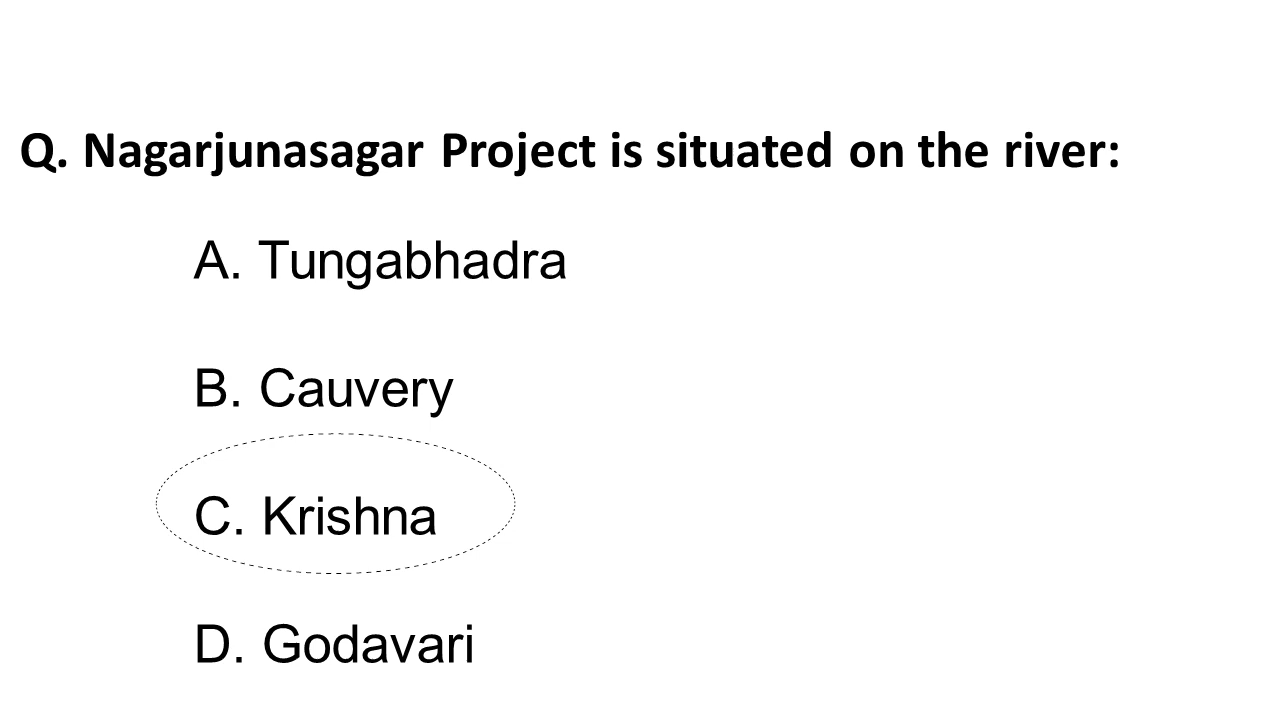 Q. Nagarjunasagar Project is situated on the river:
A. Tungabhadra
B. Cauvery
C. Krishna
D. Godavari